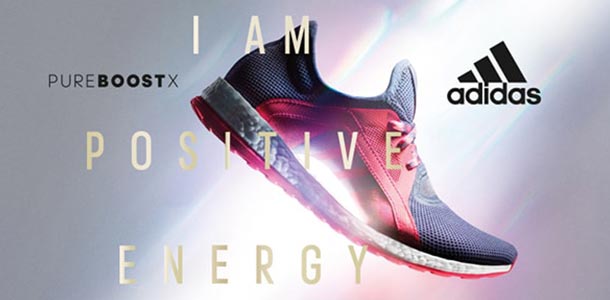 I AM
PUREBOOSTX
adidas
POSITIVE
ENERGY